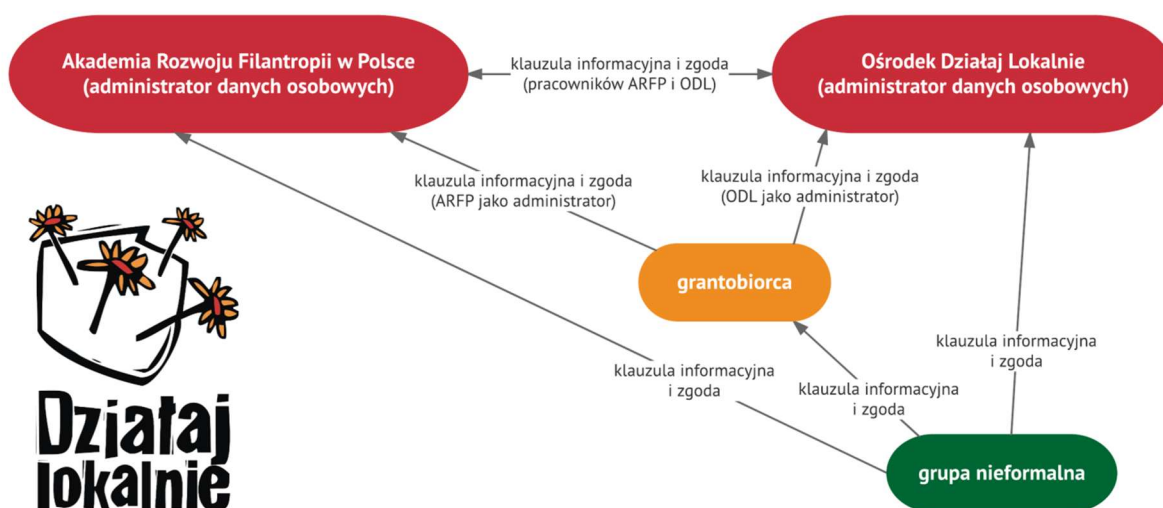 Akademia Rozwoju Filantropii w Polsce
(administrator danych osobowych)
klauzula informacyjna i zgoda
(pracowników ARFP i ODL)
Ośrodek Działaj Lokalnie
(administrator danych osobowych)
klauzula informacyjna i zgoda
(ARFP jako administrator)
klauzula informacyjna i zgoda
(ODL jako administrator)
grantobiorca
klauzula informacyjna
i zgoda
klauzula informacyjna
i zgoda
klauzula informacyjna
i zgoda
grupa nieformalna
Działaj
lokalnie